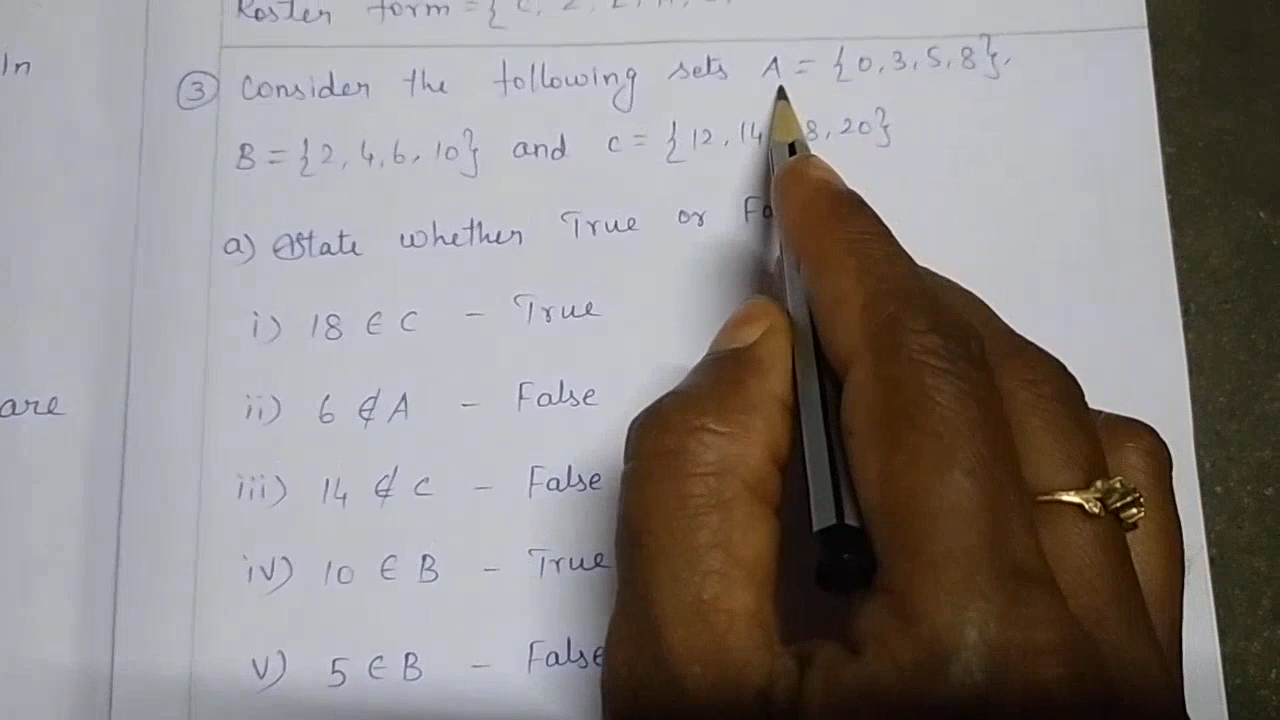 Roster form = {
In
③ Consider the following sets A = {0, 3, 5, 8},
B = {2, 4, 6, 10} and C = {12, 14, 8, 20}
a) State whether True or Fa
i) 18 ∈ C - True
ii) 6 ∉ A - False
are
iii) 14 ∉ C - False
iv) 10 ∈ B - True
v) 5 ∈ B - False